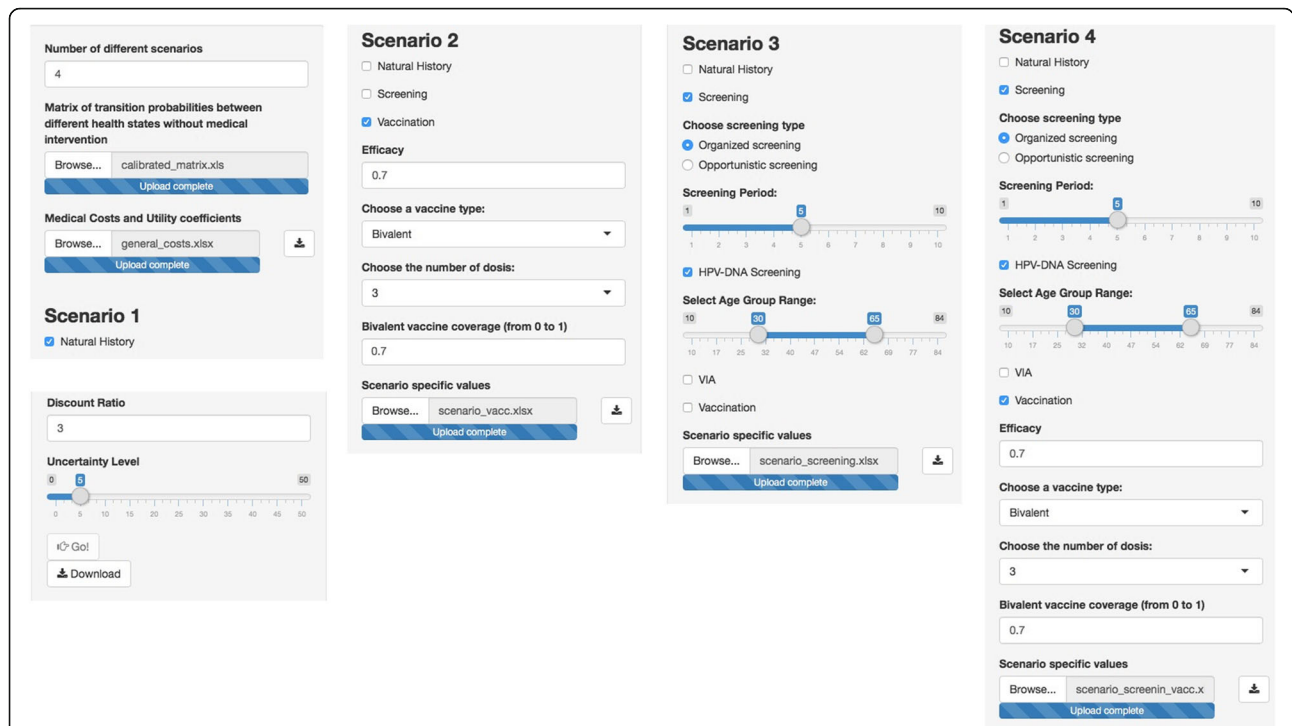 Number of different scenarios
4
Matrix of transition probabilities between
different health states without medical
intervention
Browse... calibrated_matrix.xls
Upload complete
Medical Costs and Utility coefficients
Browse... general_costs.xlsx
Upload complete
Scenario 1
Natural History
Discount Ratio
3
Uncertainty Level
0 5 50
0 5 10 15 20 25 30 35 40 45 50
Go!
Download
Scenario 2
Natural History
Screening
Vaccination
Efficacy
0.7
Choose a vaccine type:
Bivalent
Choose the number of dosis:
3
Bivalent vaccine coverage (from 0 to 1)
0.7
Scenario specific values
Browse... scenario_vacc.xlsx
Upload complete
Scenario 3
Natural History
Screening
Choose screening type
Organized screening
Opportunistic screening
Screening Period:
1 5 10
1 2 3 4 5 6 7 8 9 10
HPV-DNA Screening
Select Age Group Range:
10 30 65 84
10 17 25 32 40 47 54 62 69 77 84
VIA
Vaccination
Scenario specific values
Browse... scenario_screening.xlsx
Upload complete
Scenario 4
Natural History
Screening
Choose screening type
Organized screening
Opportunistic screening
Screening Period:
1 5 10
1 2 3 4 5 6 7 8 9 10
HPV-DNA Screening
Select Age Group Range:
10 30 65 84
10 17 25 32 40 47 54 62 69 77 84
VIA
Vaccination
Efficacy
0.7
Choose a vaccine type:
Bivalent
Choose the number of dosis:
3
Bivalent vaccine coverage (from 0 to 1)
0.7
Scenario specific values
Browse... scenario_screenin_vacc.x
Upload complete